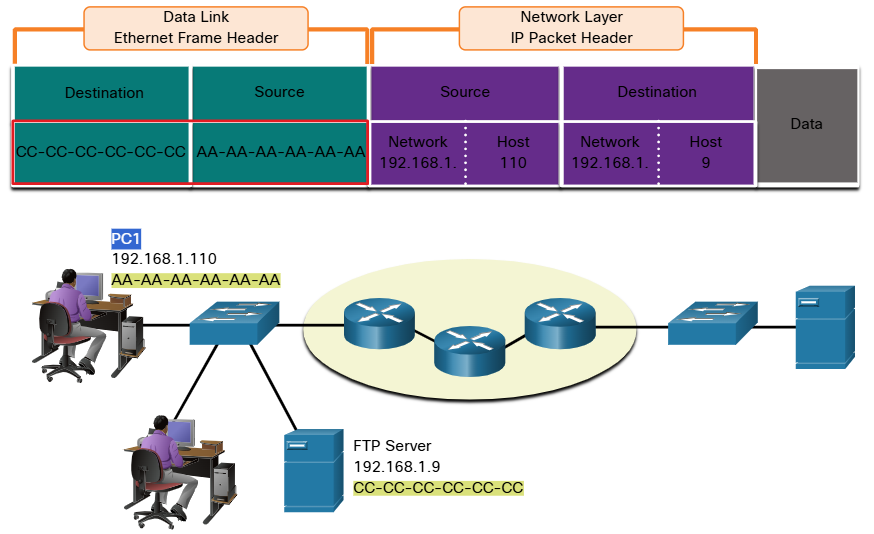 Data Link
Ethernet Frame Header
Network Layer
IP Packet Header
Destination
Source
Source
Destination
Data
CC-CC-CC-CC-CC-CC
AA-AA-AA-AA-AA-AA
Network
192.168.1.
Host
110
Network
192.168.1.
Host
9
PC1
192.168.1.110
AA-AA-AA-AA-AA-AA
FTP Server
192.168.1.9
CC-CC-CC-CC-CC-CC